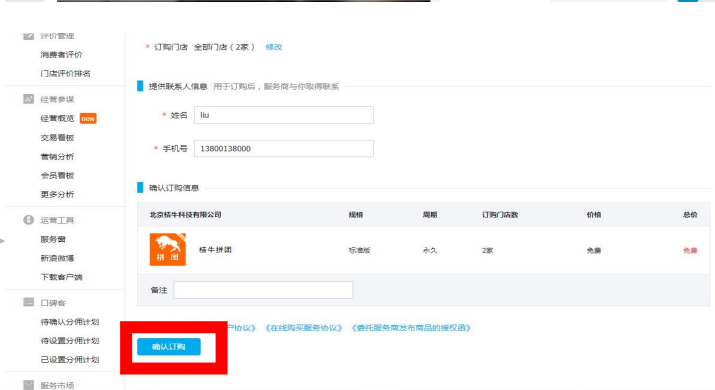 评价管理
消费者评价
门店评价排名
经营参谋
经营概览 new
交易看板
营销分析
会员看板
更多分析
运营工具
服务窗
新浪微博
下载客户端
口碑客
待确认分佣计划
待设置分佣计划
已设置分佣计划
服务市场
* 订购门店 全部门店(2家) 修改
提供联系人信息 用于订购后,服务商与你取得联系
* 姓名 liu
* 手机号 13800138000
确认订购信息
北京桔牛科技有限公司 规格 周期 订购门店数 价格 总价
拼团 桔牛拼团 标准版 永久 2家 免费 免费
备注
户协议》 《在线购买服务协议》 《委托服务商发布商品的授权函》
确认订购